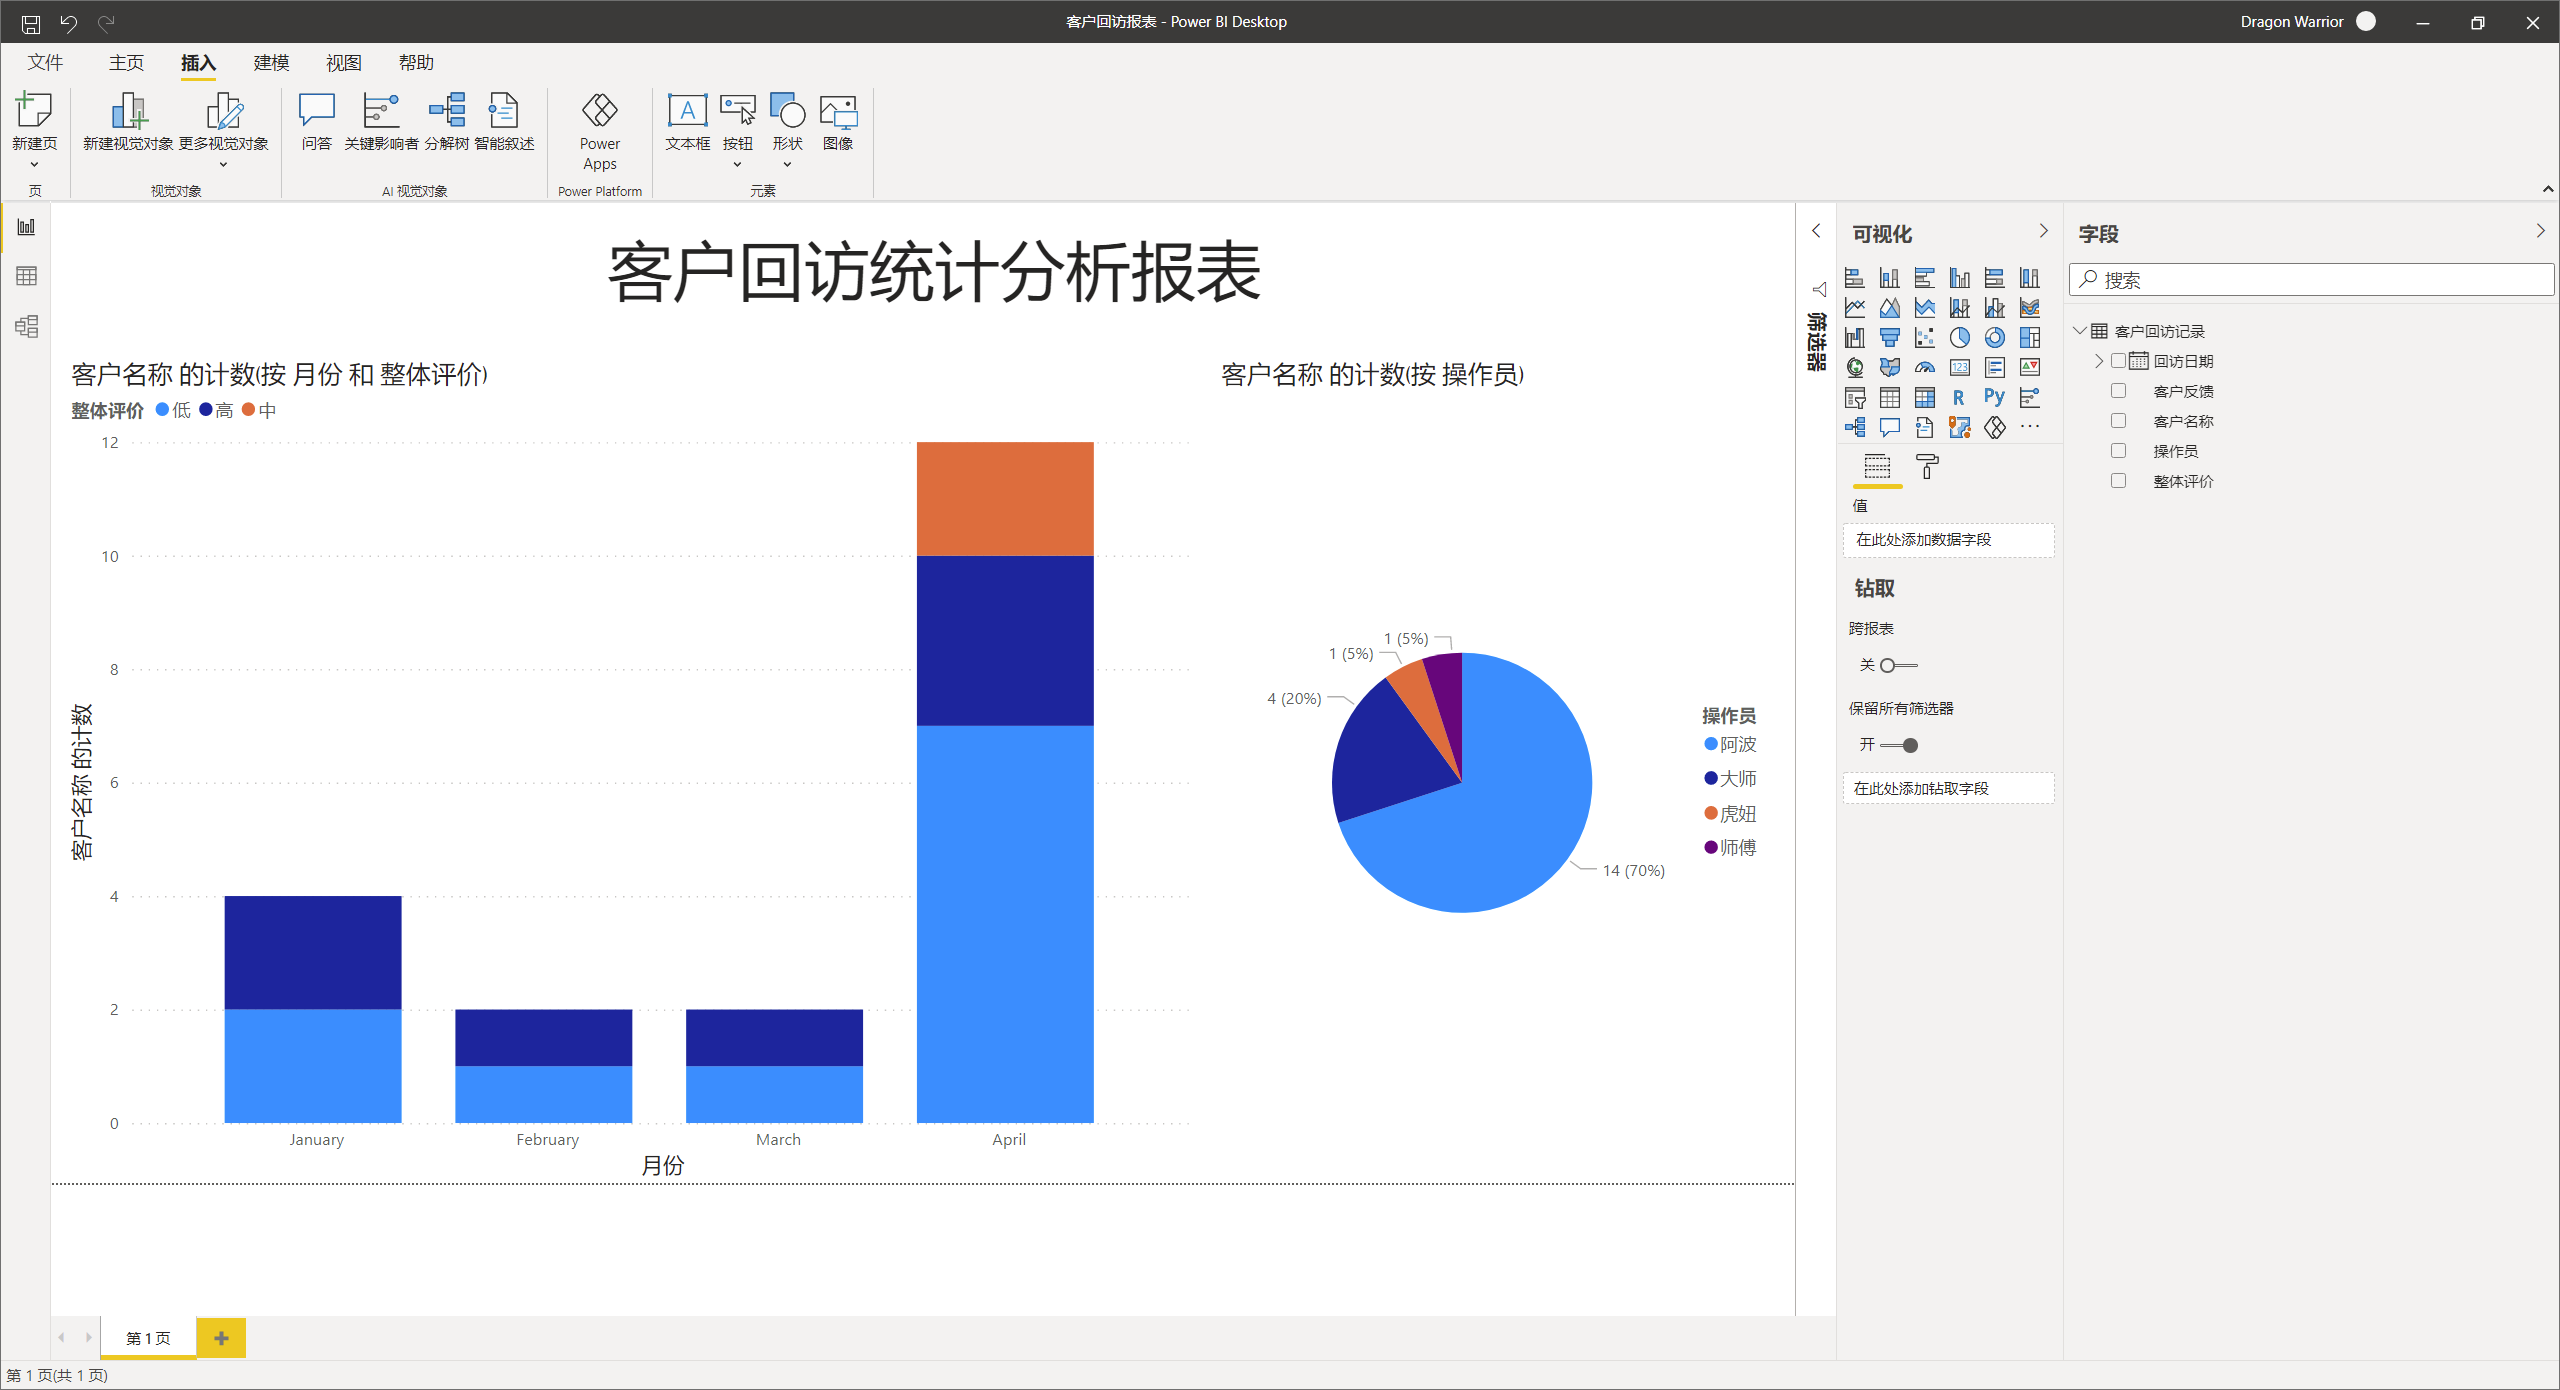 客户回访报表 - Power BI Desktop
Dragon Warrior
文件 主页 插入 建模 视图 帮助
新建页 新建视觉对象 更多视觉对象 问答 关键影响者 分解树 智能叙述 Power Apps 文本框 按钮 形状 图像
页 视觉对象 AI 视觉对象 Power Platform 元素
客户回访统计分析报表
客户名称 的计数(按 月份 和 整体评价)
整体评价 低 高 中
12
10
8
6
4
2
0
客户名称 的计数
January February March April
月份
客户名称 的计数(按 操作员)
1 (5%)
1 (5%)
4 (20%)
14 (70%)
操作员
阿波
大师
虎妞
师傅
筛选器
可视化
123
R Py
值
在此处添加数据字段
钻取
跨报表
关
保留所有筛选器
开
在此处添加钻取字段
字段
搜索
客户回访记录
回访日期
客户反馈
客户名称
操作员
整体评价
第 1 页
第 1 页(共 1 页)